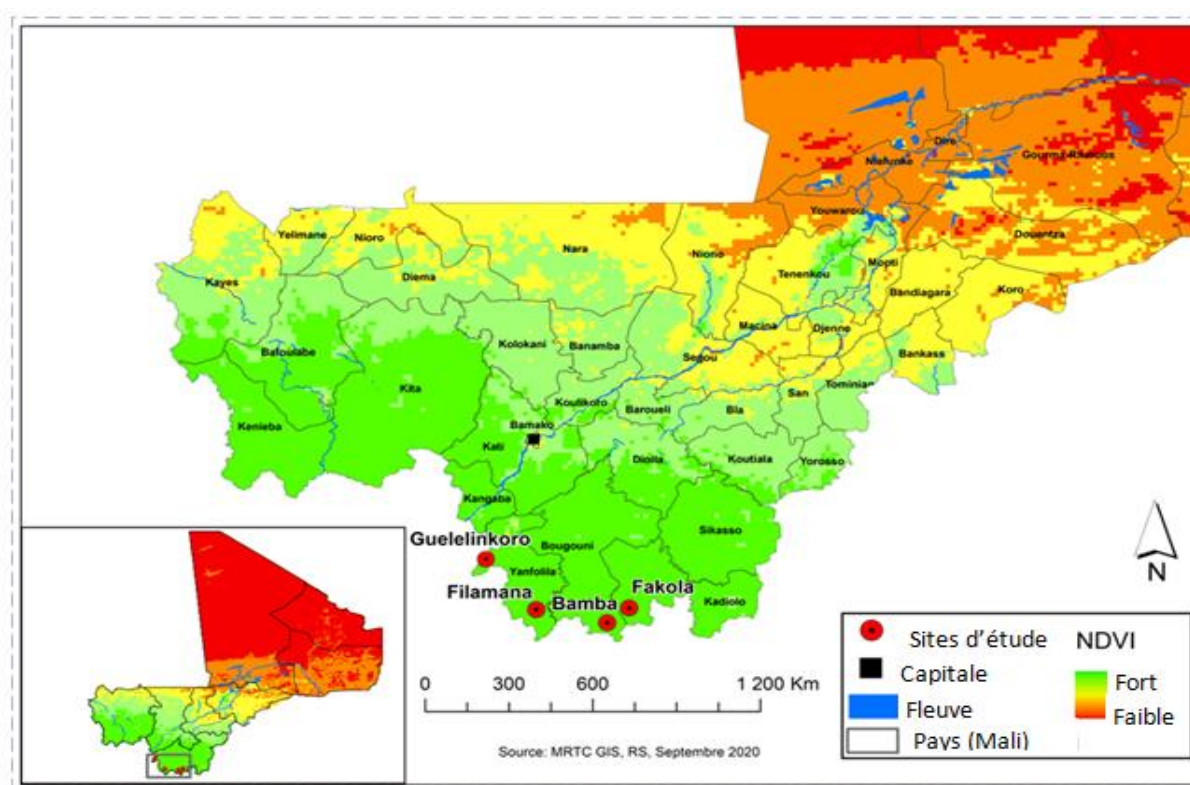 Dire
Niafunke
Gourma-Rharous
Youwarou
Yelimane
Nioro
Nara
Niono
Douentza
Mopti
Kayes
Diema
Tenenkou
Bandiagara
Koro
Macina
Djenne
Kolokani
Banamba
Segou
Bankass
Bafoulabe
Kita
San
Tominian
Koulikoro
Baroueli
Bla
Kenieba
Bamako
Kati
Dioila
Koutiala
Yorosso
Kangaba
Sikasso
Guelelinkoro
Bougouni
Yanfolila
Filamana
Bamba
Fakola
Kadiolo
N
Sites d'étude
NDVI
Capitale
Fort
Fleuve
Faible
Pays (Mali)
0 300 600 1 200 Km
Source: MRTC GIS, RS, Septembre 2020